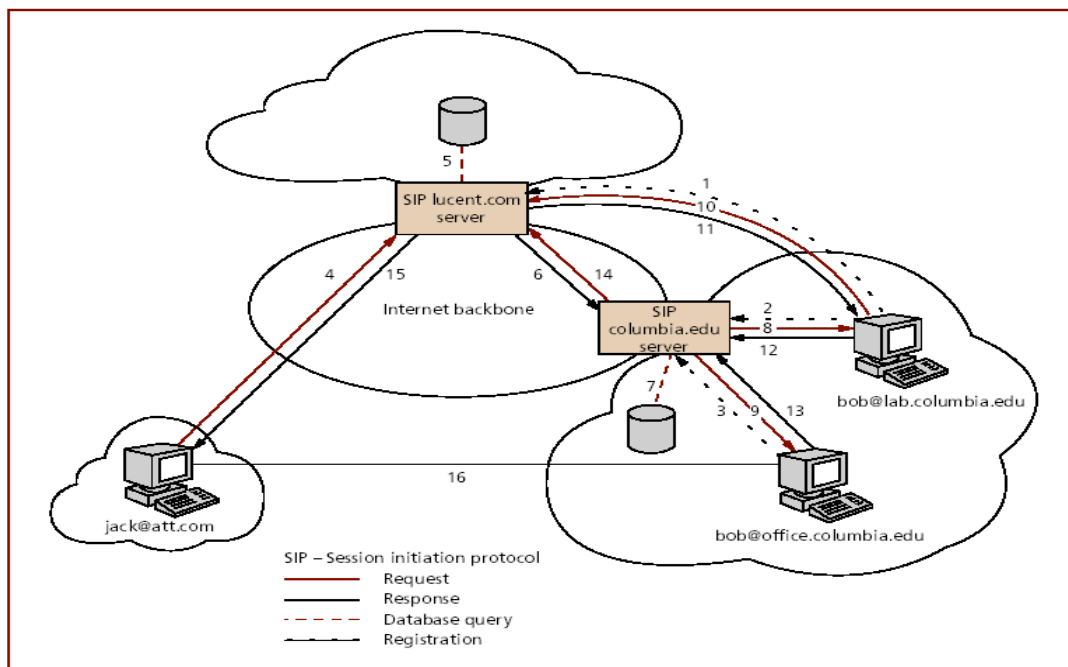 5
SIP lucent.com
server
1
10
11
4
15
6
14
Internet backbone
SIP
columbia.edu
server
2
8
12
7
3
9
13
bob@lab.columbia.edu
16
jack@att.com
bob@office.columbia.edu
SIP – Session initiation protocol
Request
Response
Database query
Registration